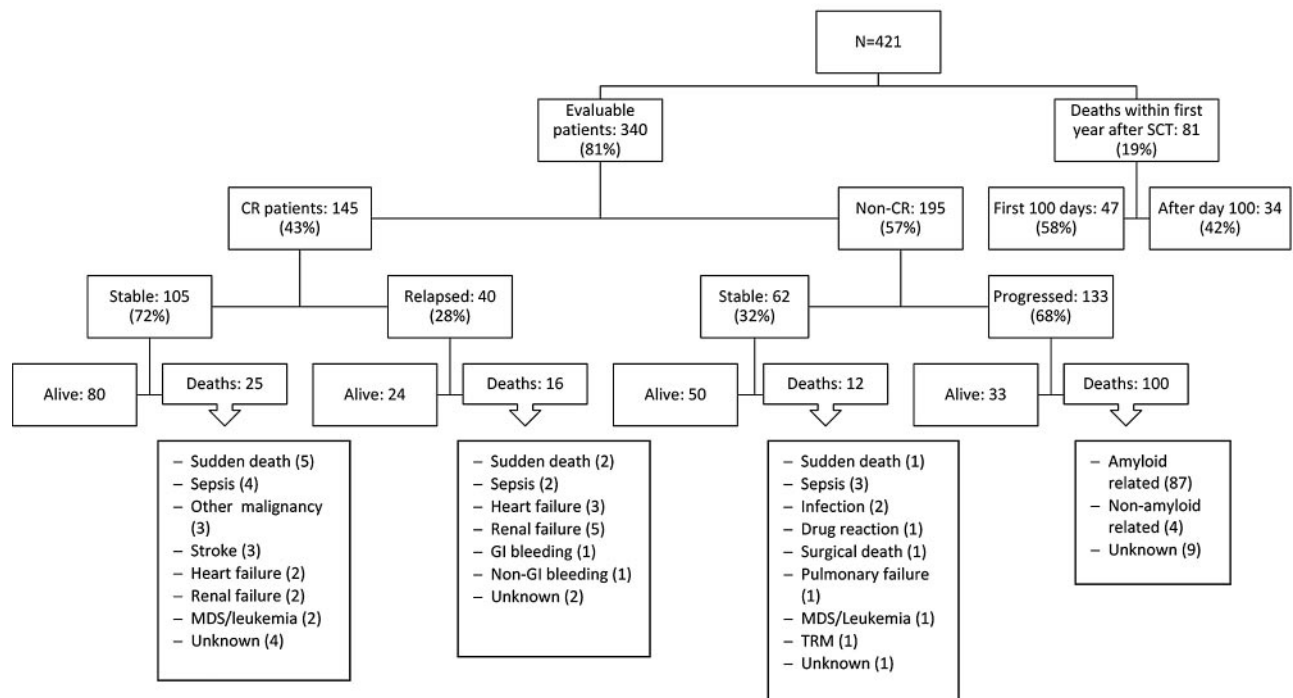 N=421
Evaluable
patients: 340
(81%)
Deaths within first
year after SCT: 81
(19%)
CR patients: 145
(43%)
Non-CR: 195
(57%)
First 100 days: 47
(58%)
After day 100: 34
(42%)
Stable: 105
(72%)
Relapsed: 40
(28%)
Stable: 62
(32%)
Progressed: 133
(68%)
Alive: 80
Deaths: 25
Alive: 24
Deaths: 16
Alive: 50
Deaths: 12
Alive: 33
Deaths: 100
– Sudden death (5)
– Sepsis (4)
– Other malignancy
(3)
– Stroke (3)
– Heart failure (2)
– Renal failure (2)
– MDS/leukemia (2)
– Unknown (4)
– Sudden death (2)
– Sepsis (2)
– Heart failure (3)
– Renal failure (5)
– GI bleeding (1)
– Non-GI bleeding (1)
– Unknown (2)
– Sudden death (1)
– Sepsis (3)
– Infection (2)
– Drug reaction (1)
– Surgical death (1)
– Pulmonary failure
(1)
– MDS/Leukemia (1)
– TRM (1)
– Unknown (1)
– Amyloid
related (87)
– Non-amyloid
related (4)
– Unknown (9)